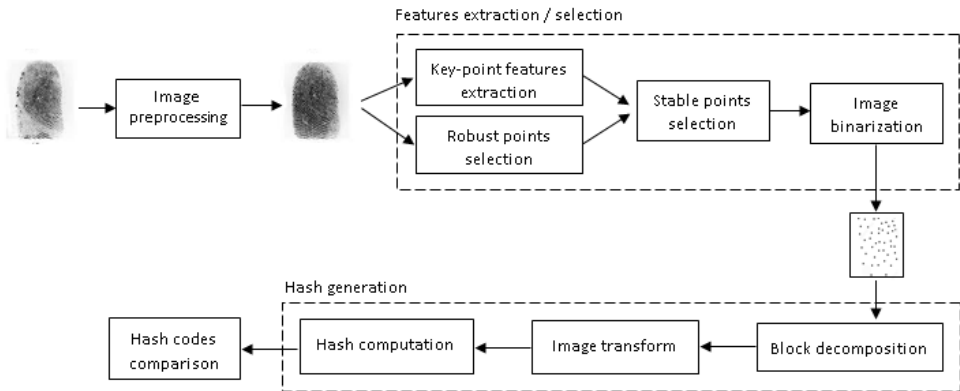 Features extraction / selection
Image
preprocessing
Key-point features
extraction
Robust points
selection
Stable points
selection
Image
binarization
Hash generation
Block decomposition
Image transform
Hash computation
Hash codes
comparison